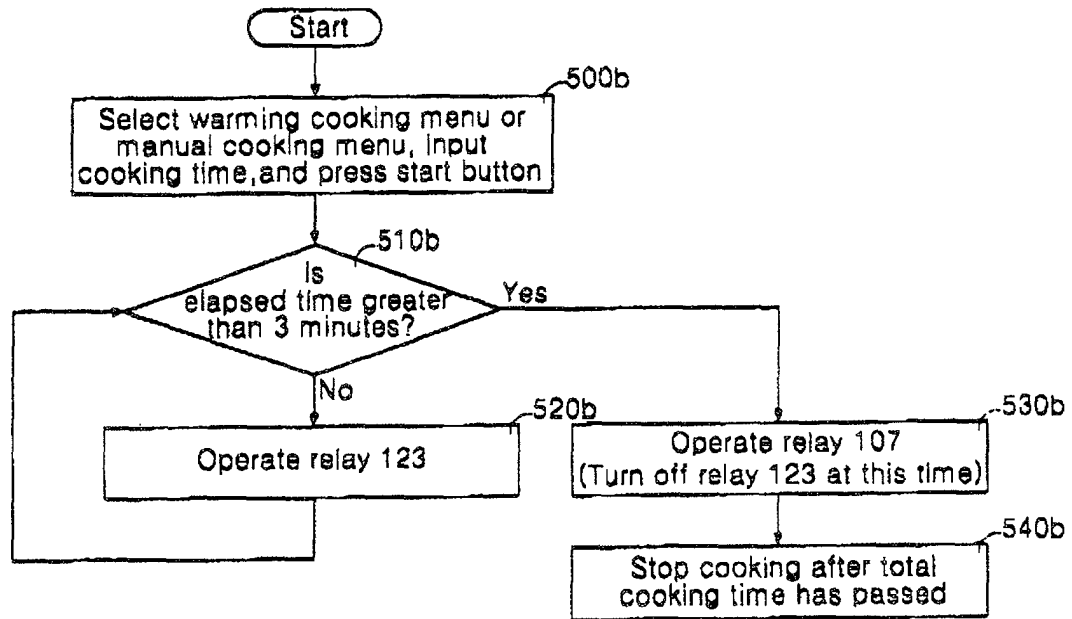 Start
500b
Select warming cooking menu or
manual cooking menu, input
cooking time,and press start button
510b
Is
elapsed time greater
than 3 minutes?
Yes
No
520b
Operate relay 123
530b
Operate relay 107
(Turn off relay 123 at this time)
540b
Stop cooking after total
cooking time has passed